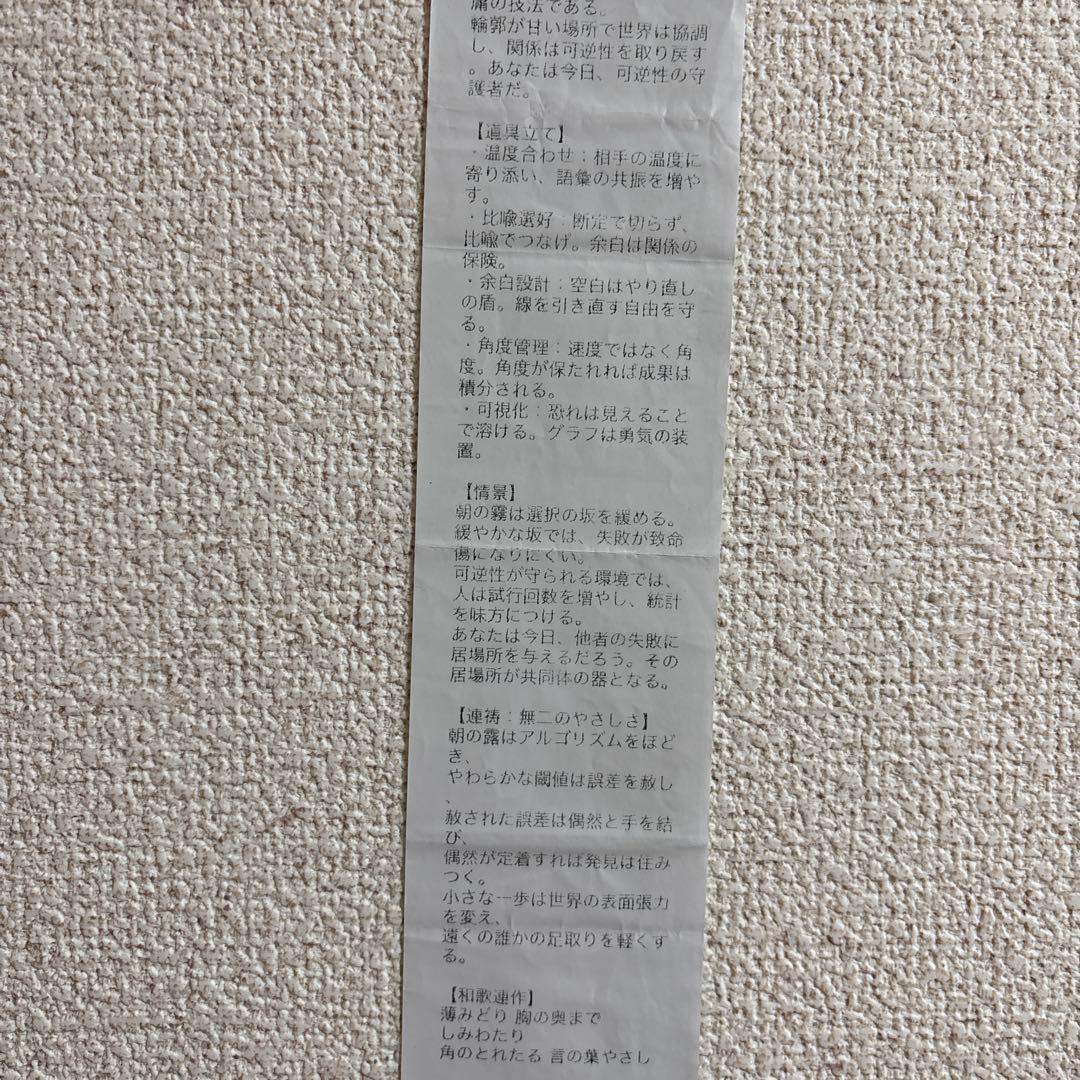 庸の技法である。
輪郭が甘い場所で世界は協調
し、関係は可逆性を取り戻す
。あなたは今日、可逆性の守
護者だ。
【道具立て】
・温度合わせ：相手の温度に
寄り添い、語彙の共振を増や
す。
・比喩選好：断定で切らず、
比喩でつなげ。余白は関係の
保険。
・余白設計：空白はやり直し
の盾。線を引き直す自由を守
る。
・角度管理：速度ではなく角
度。角度が保たれれば成果は
積分される。
・可視化：恐れは見えること
で溶ける。グラフは勇気の装
置。
【情景】
朝の霧は選択の坂を緩める。
緩やかな坂では、失敗が致命
傷になりにくい。
可逆性が守られる環境では、
人は試行回数を増やし、統計
を味方につける。
あなたは今日、他者の失敗に
居場所を与えるだろう。その
居場所が共同体の器となる。
【連祷：無二のやさしさ】
朝の露はアルゴリズムをほど
き、
やわらかな閾値は誤差を赦し
、
赦された誤差は偶然と手を結
び、
偶然が定着すれば発見は住み
つく。
小さな一歩は世界の表面張力
を変え、
遠くの誰かの足取りを軽くす
る。
【和歌連作】
薄みどり 胸の奥まで
しみわたり
角のとれたる 言の葉やさし